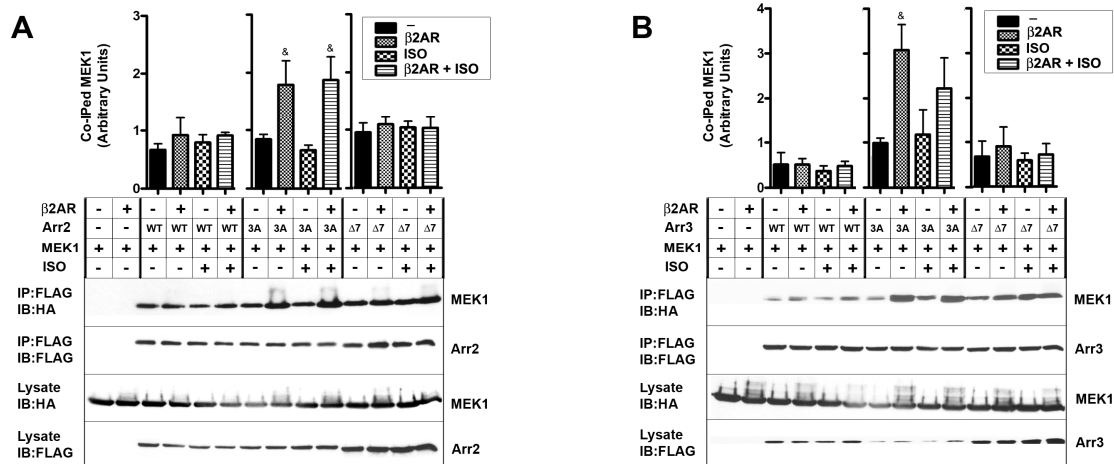 A
Co-IPed MEK1
(Arbitrary Units)
3
2
1
0
& &
–
β2AR
ISO
β2AR + ISO
β2AR - + - + - + - + - + - + - +
Arr2 - - WT WT WT WT 3A 3A 3A 3A Δ7 Δ7 Δ7 Δ7
MEK1 + + + + + + + + + + + + + +
ISO - - - - + + - - + + - - + +
IP:FLAG
IB:HA
MEK1
IP:FLAG
IB:FLAG
Arr2
Lysate
IB:HA
MEK1
Lysate
IB:FLAG
Arr2
B
Co-IPed MEK1
(Arbitrary Units)
4
3
2
1
0
&
–
β2AR
ISO
β2AR + ISO
β2AR - + - + - + - + - + - + - +
Arr3 - - WT WT WT WT 3A 3A 3A 3A Δ7 Δ7 Δ7 Δ7
MEK1 + + + + + + + + + + + + + +
ISO - - - - + + - - + + - - + +
IP:FLAG
IB:HA
MEK1
IP:FLAG
IB:FLAG
Arr3
Lysate
IB:HA
MEK1
Lysate
IB:FLAG
Arr3